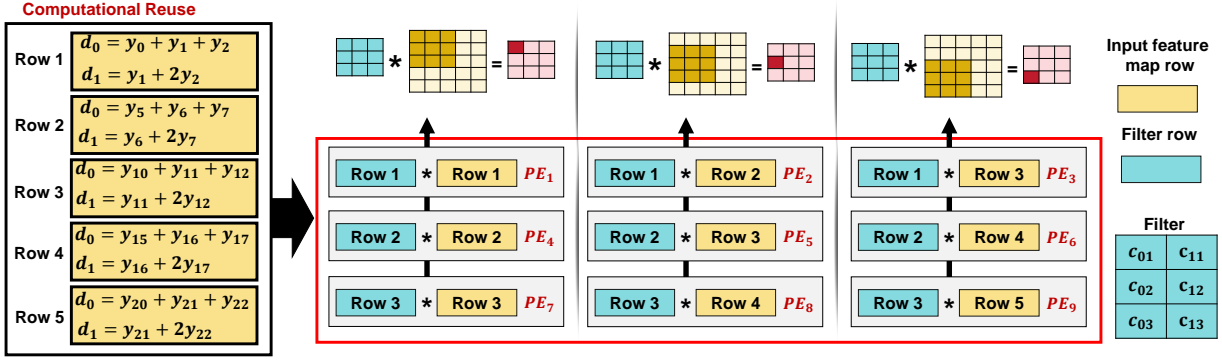 Computational Reuse
Row 1
d₀ = y₀ + y₁ + y₂
d₁ = y₁ + 2y₂
Row 2
d₀ = y₅ + y₆ + y₇
d₁ = y₆ + 2y₇
Row 3
d₀ = y₁₀ + y₁₁ + y₁₂
d₁ = y₁₁ + 2y₁₂
Row 4
d₀ = y₁₅ + y₁₆ + y₁₇
d₁ = y₁₆ + 2y₁₇
Row 5
d₀ = y₂₀ + y₂₁ + y₂₂
d₁ = y₂₁ + 2y₂₂
* =
* =
* =
Row 1 * Row 1 PE₁
Row 2 * Row 2 PE₄
Row 3 * Row 3 PE₇
Row 1 * Row 2 PE₂
Row 2 * Row 3 PE₅
Row 3 * Row 4 PE₈
Row 1 * Row 3 PE₃
Row 2 * Row 4 PE₆
Row 3 * Row 5 PE₉
Input feature
map row
Filter row
Filter
c₀₁ c₁₁
c₀₂ c₁₂
c₀₃ c₁₃